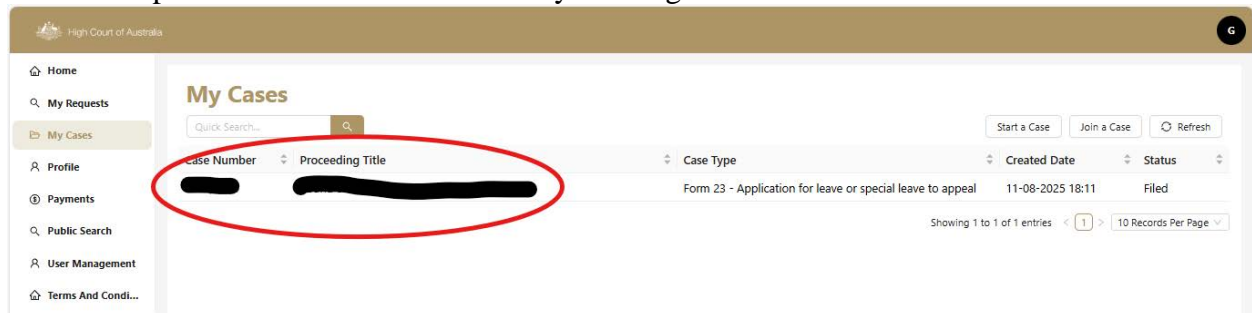 High Court of Australia
G
Home
My Requests
My Cases
Profile
Payments
Public Search
User Management
Terms And Condi...
My Cases
Quick Search...
Start a Case
Join a Case
Refresh
Case Number Proceeding Title Case Type Created Date Status
Form 23 - Application for leave or special leave to appeal 11-08-2025 18:11 Filed
Showing 1 to 1 of 1 entries < 1 > 10 Records Per Page